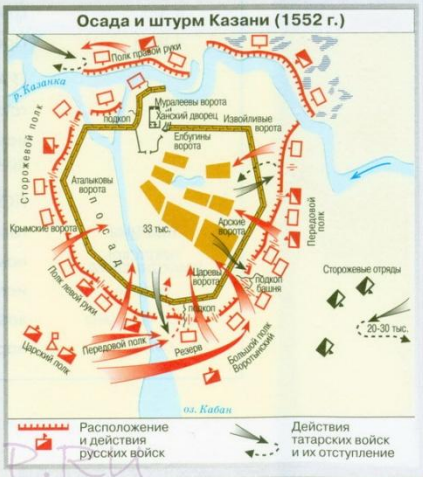 Осада и штурм Казани (1552 г.)
Полк правой руки
р. Казанка
Муралеевы ворота
подкоп
Ханский дворец
Извойливые
ворота
Елбугины
ворота
Сторожевой полк
Аталыковы
ворота
посад
Крымские ворота
33 тыс.
Арские
ворота
Передовой
полк
Полк левой руки
Царевы
ворота
подкоп
башня
Сторожевые отряды
20-30 тыс.
подкоп
Царский полк
Передовой полк
Резерв
Большой полк
Воротынский
оз. Кабан
Расположение
и действия
русских войск
Действия
татарских войск
и их отступление
P.RU